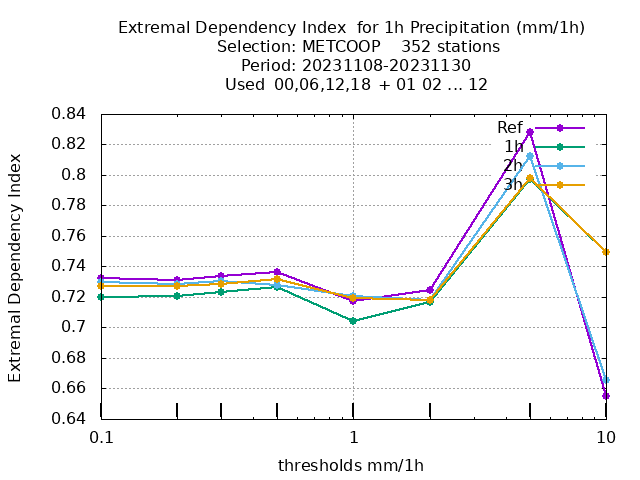 Extremal Dependency Index  for 1h Precipitation (mm/1h)
Selection: METCOOP    352 stations
Period: 20231108-20231130
Used  00,06,12,18 + 01 02 ... 12
Extremal Dependency Index
0.84
0.82
0.8
0.78
0.76
0.74
0.72
0.7
0.68
0.66
0.64
Ref
1h
2h
3h
0.1 1 10
thresholds mm/1h